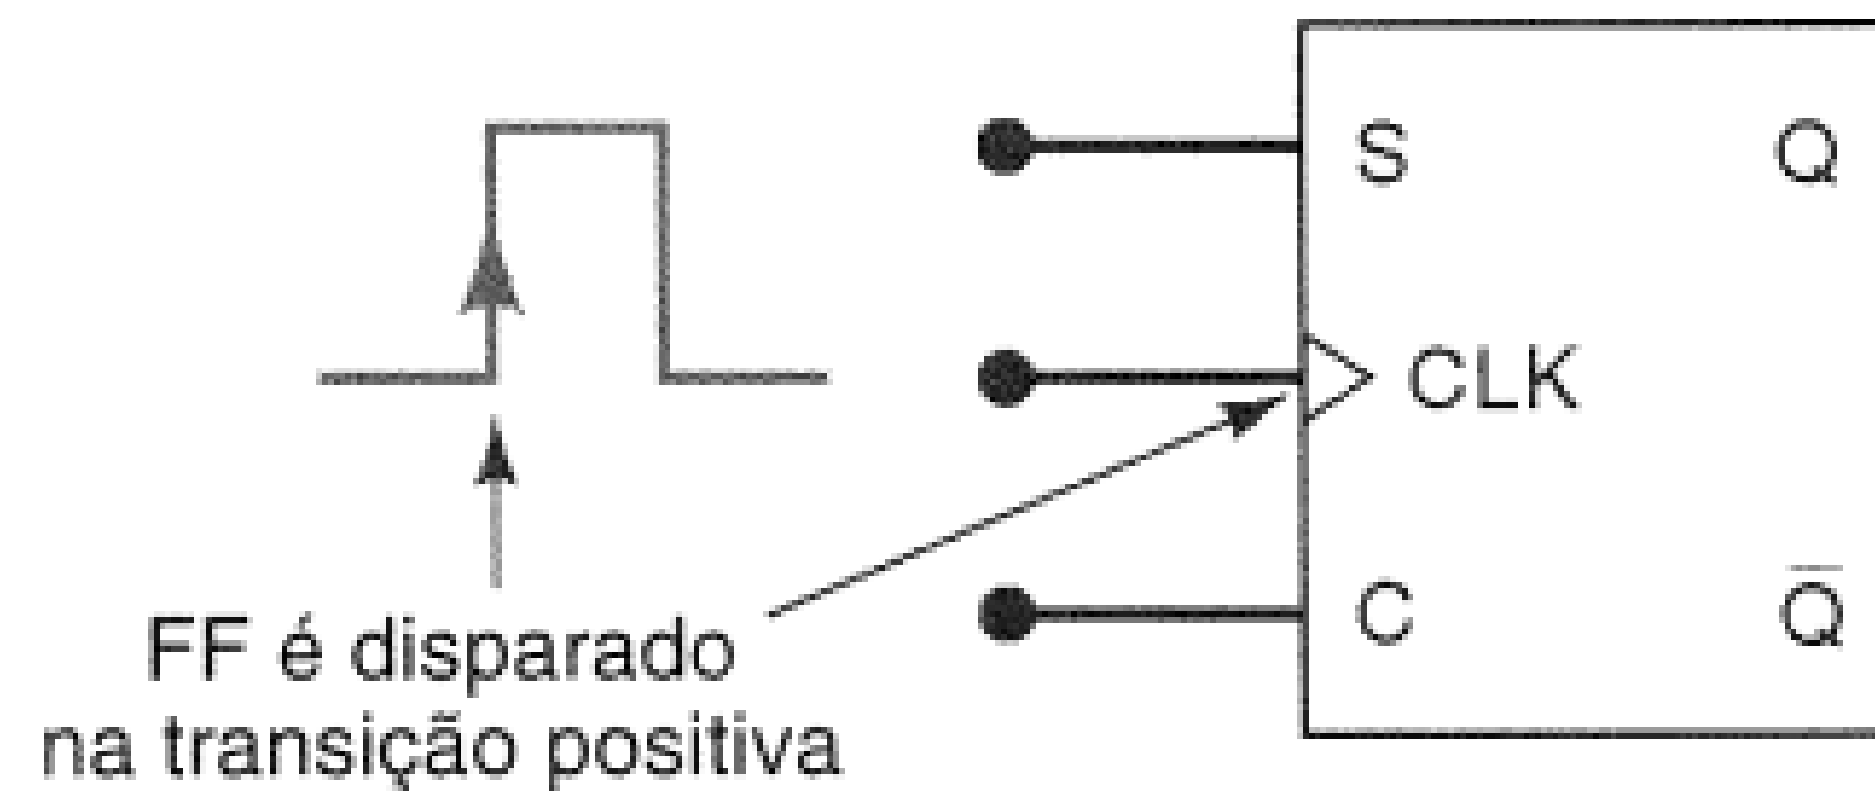 S
Q
CLK
C
Q̅
FF é disparado
na transição positiva